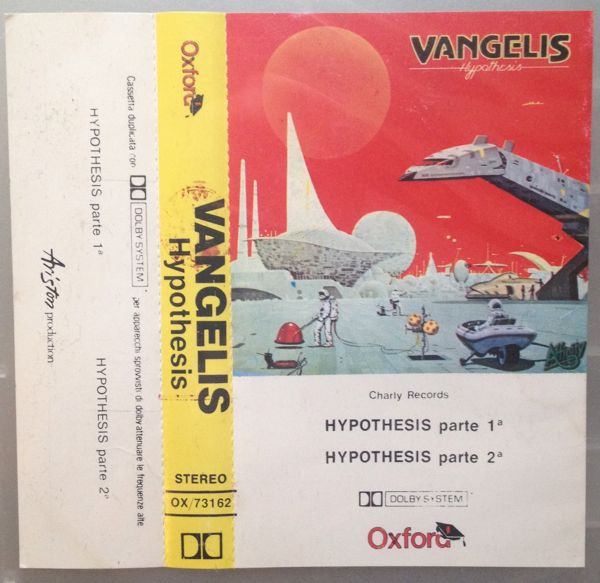 HYPOTHESIS parte 1ª
HYPOTHESIS parte 2ª
Ariston production
Cassetta duplicata con DOLBY SYSTEM per apparecchi sprovvisti di dolby attenuare le frequenze alte
Oxford
VANGELIS
Hypothesis
STEREO
OX/73162
VANGELIS
Hypothesis
Affinity
Charly Records
HYPOTHESIS parte 1ª
HYPOTHESIS parte 2ª
DOLBY SYSTEM
Oxford